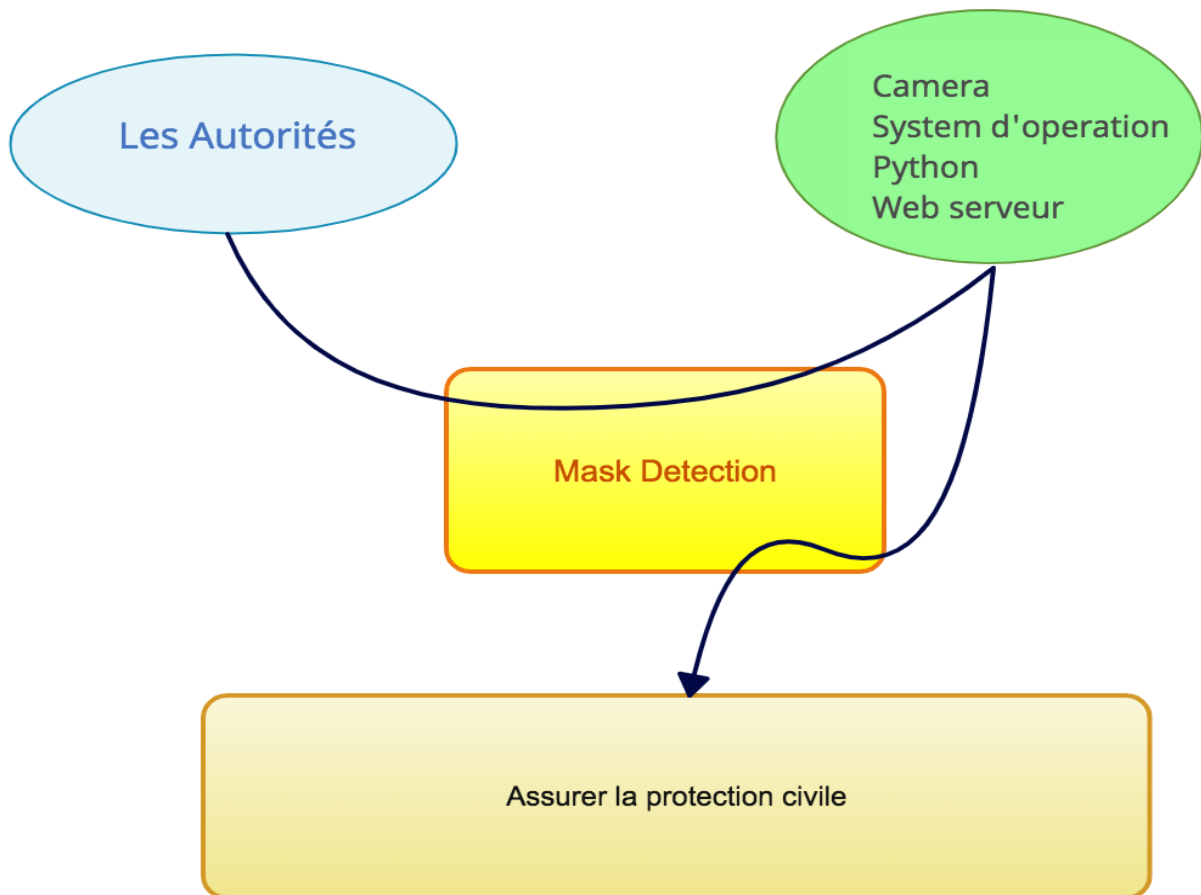 Les Autorités
Camera
System d'operation
Python
Web serveur
Mask Detection
Assurer la protection civile